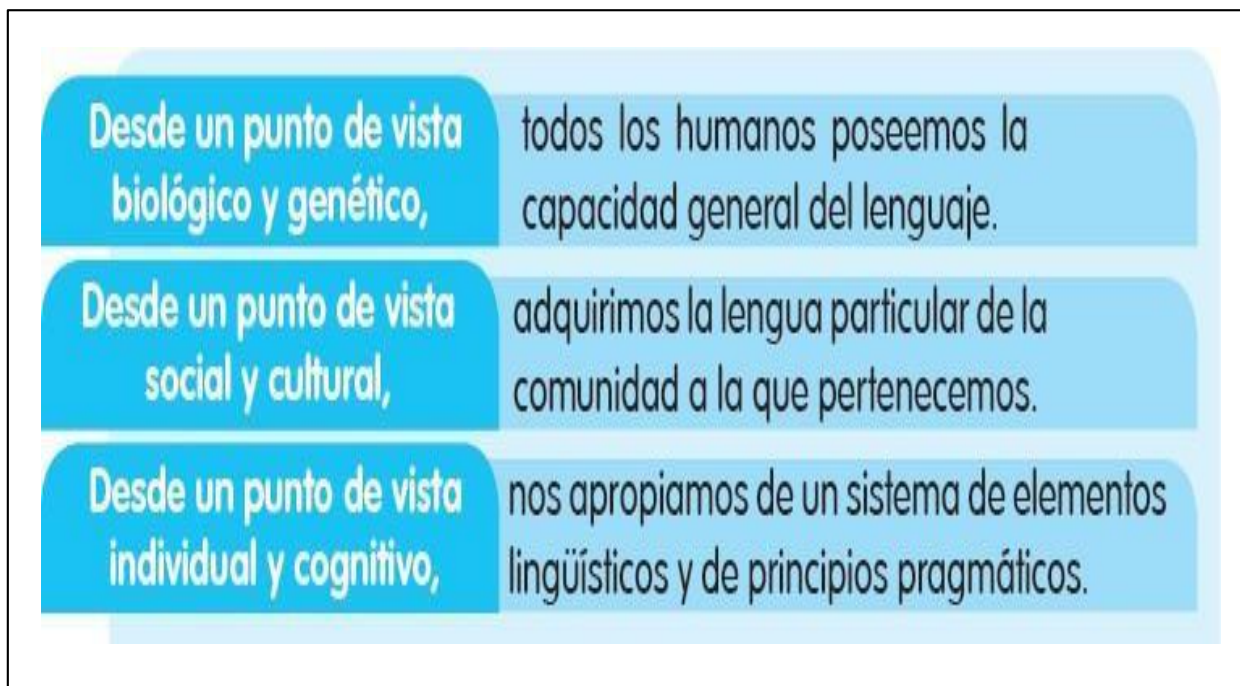 Desde un punto de vista
biológico y genético,
todos los humanos poseemos la
capacidad general del lenguaje.
Desde un punto de vista
social y cultural,
adquirimos la lengua particular de la
comunidad a la que pertenecemos.
Desde un punto de vista
individual y cognitivo,
nos apropiamos de un sistema de elementos
lingüísticos y de principios pragmáticos.